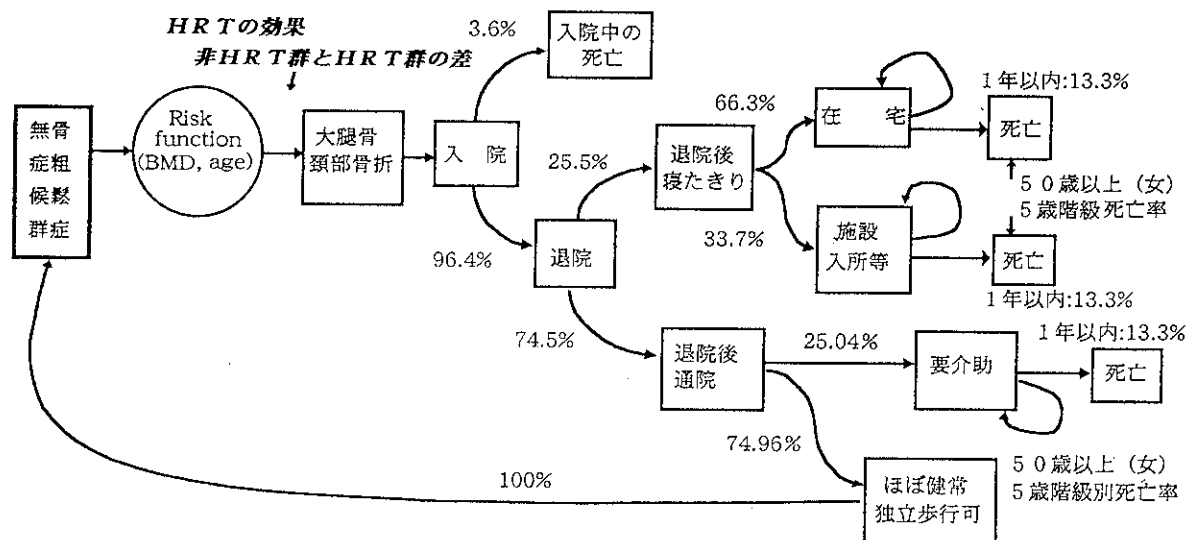 HRTの効果
非HRT群とHRT群の差
無骨
症粗
候鬆
群症
Risk
function
(BMD, age)
大腿骨
頚部骨折
入 院
3.6%
入院中の
死亡
96.4%
退院
25.5%
退院後
寝たきり
66.3%
在 宅
1年以内:13.3%
死亡
50歳以上(女)
5歳階級死亡率
33.7%
施設
入所等
死亡
1年以内:13.3%
74.5%
退院後
通院
25.04%
要介助
1年以内:13.3%
死亡
74.96%
ほぼ健常
独立歩行可
50歳以上(女)
5歳階級別死亡率
100%